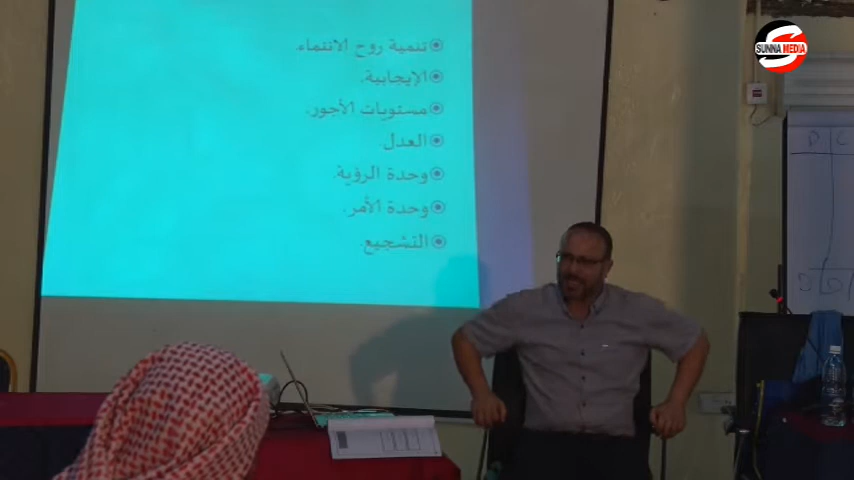 SUNNA MEDIA
تنمية روح الانتماء.
الإيجابية.
مستويات الأجور.
العدل.
وحدة الرؤية.
وحدة الأمر.
التشجيع.
D C